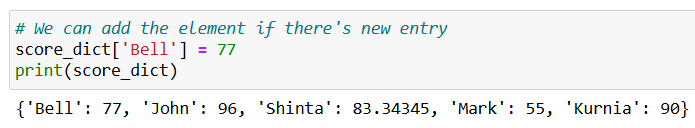 # We can add the element if there's new entry
score_dict['Bell'] = 77
print(score_dict)
{'Bell': 77, 'John': 96, 'Shinta': 83.34345, 'Mark': 55, 'Kurnia': 90}